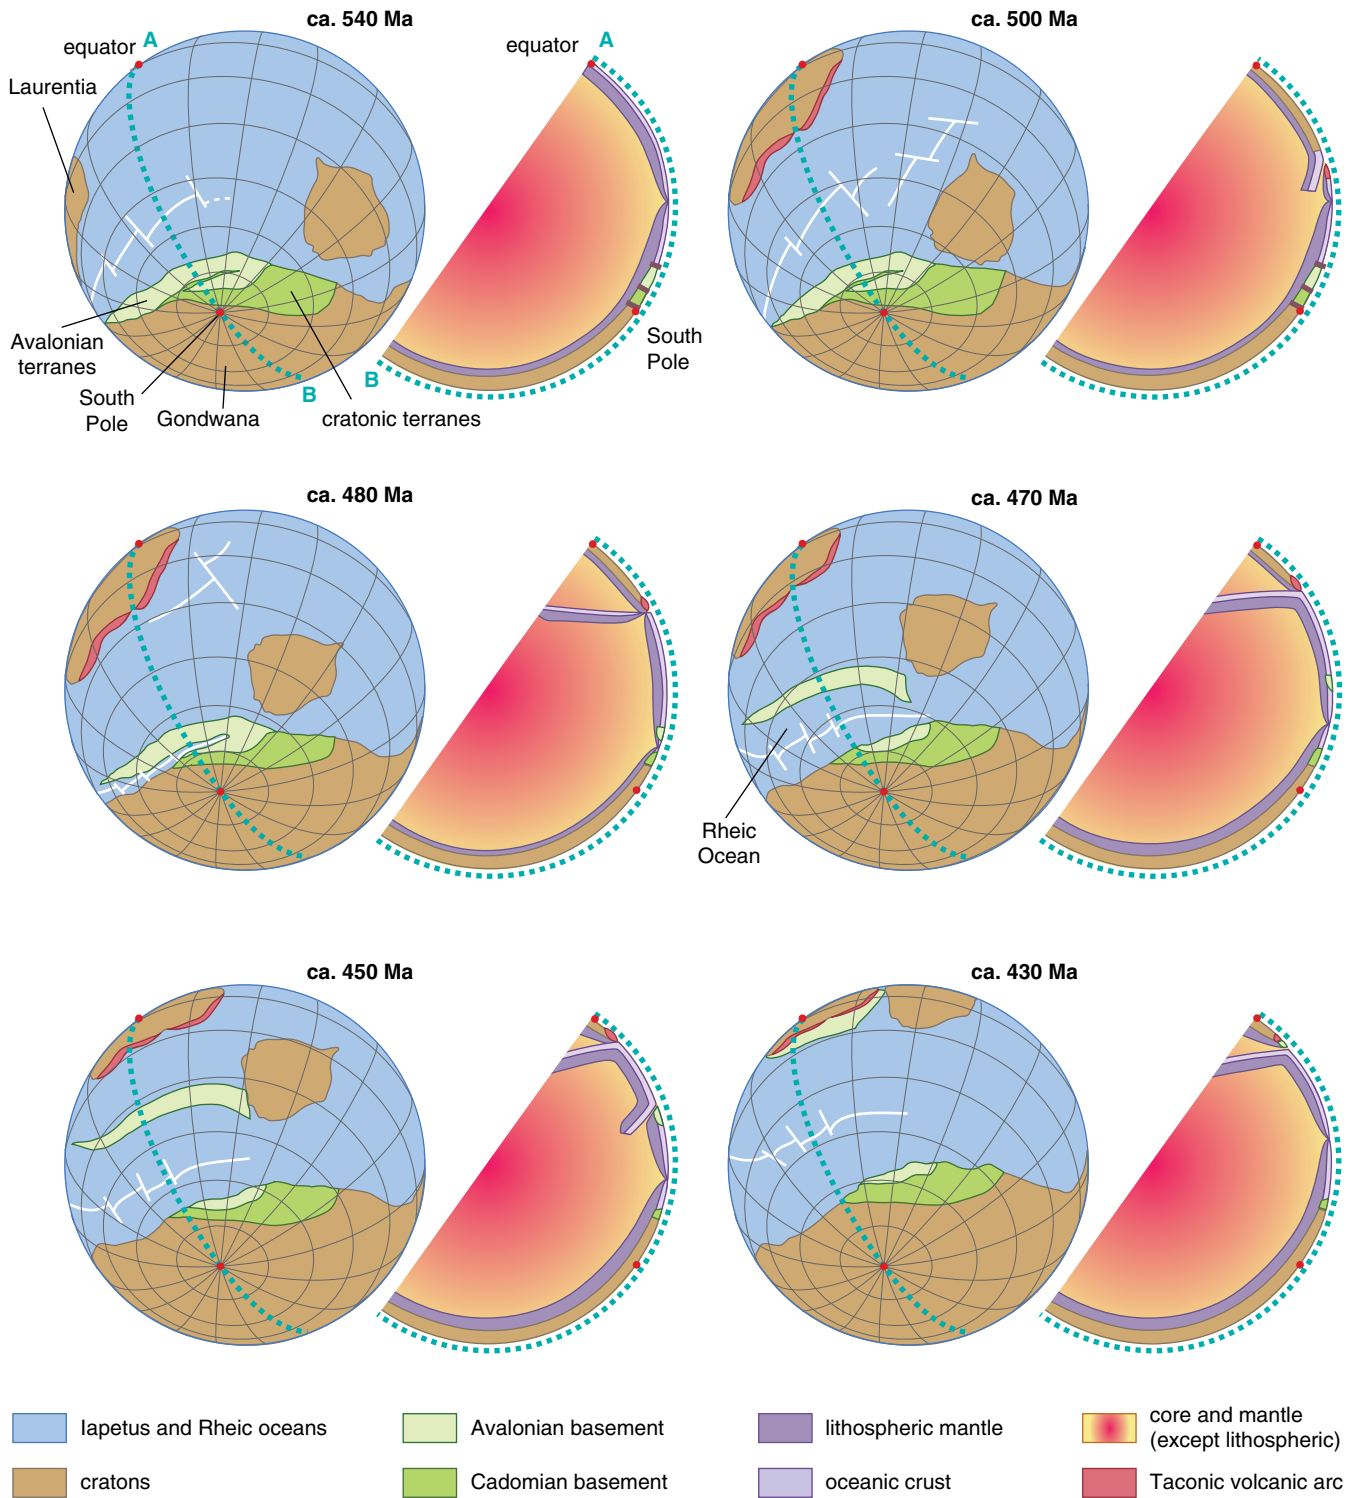 ca. 540 Ma
ca. 500 Ma
equator
A
equator
A
Laurentia
Avalonian
terranes
South
Pole
Gondwana
B
cratonic terranes
B
South
Pole
ca. 480 Ma
ca. 470 Ma
Rheic
Ocean
ca. 450 Ma
ca. 430 Ma
Iapetus and Rheic oceans
Avalonian basement
lithospheric mantle
core and mantle
(except lithospheric)
cratons
Cadomian basement
oceanic crust
Taconic volcanic arc